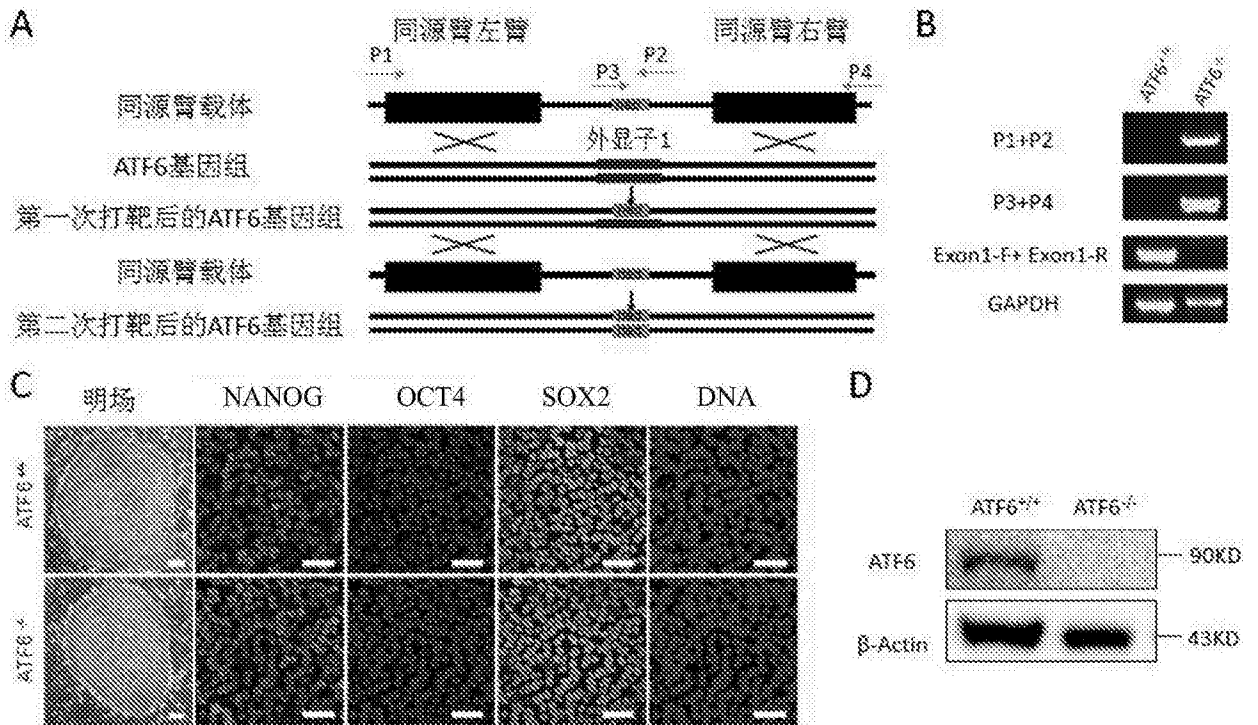 A
同源臂左臂
同源臂右臂
P1
P3
P2
P4
同源臂载体
外显子1
ATF6基因组
第一次打靶后的ATF6基因组
同源臂载体
第二次打靶后的ATF6基因组
B
ATF6+/+
ATF6-/-
P1+P2
P3+P4
Exon1-F+ Exon1-R
GAPDH
C
明场
NANOG
OCT4
SOX2
DNA
ATF6+/+
ATF6-/-
D
ATF6+/+
ATF6-/-
ATF6
90KD
β-Actin
43KD